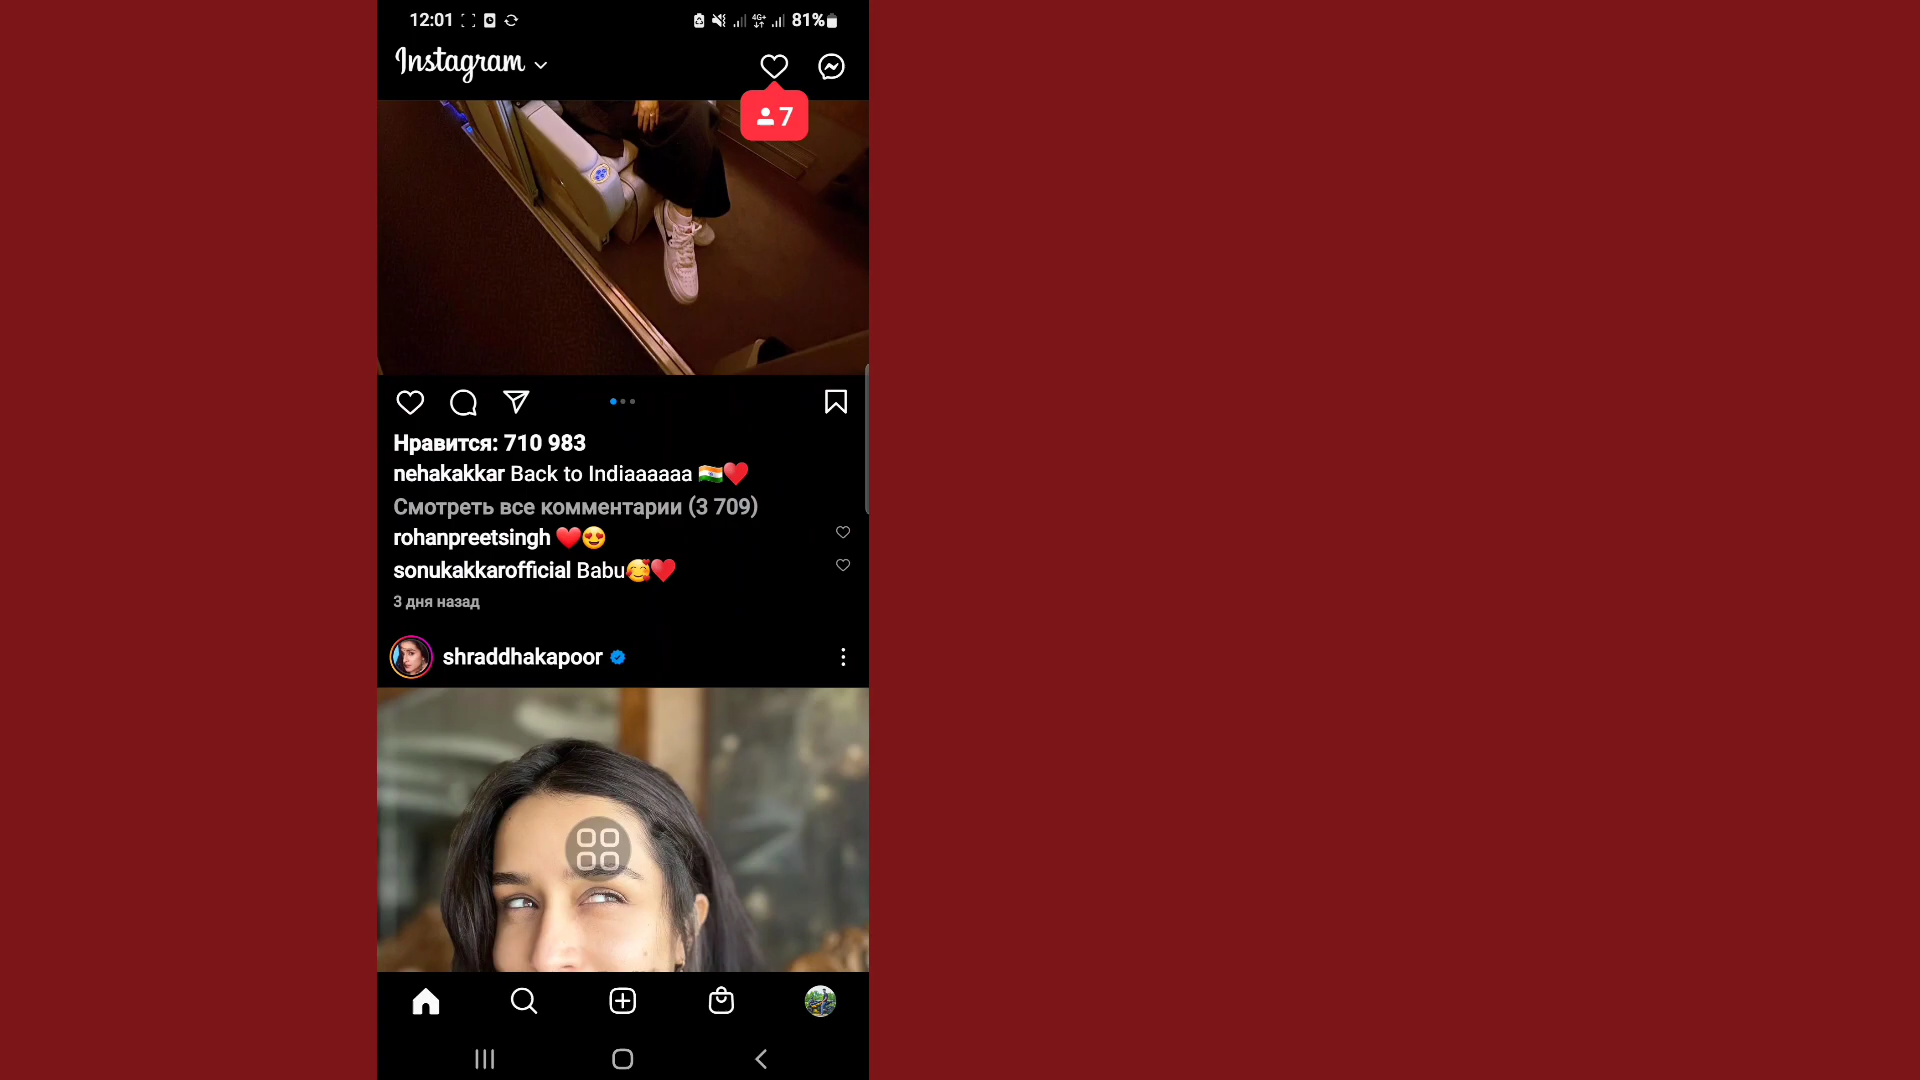 12:01 4G+ 81%
Instagram
7
Нравится: 710 983
nehakakkar Back to Indiaaaaaa 🇮🇳♥️
Смотреть все комментарии (3 709)
rohanpreetsingh ❤️😍
sonukakkarofficial Babu🥰♥️
3 дня назад
shraddhakapoor